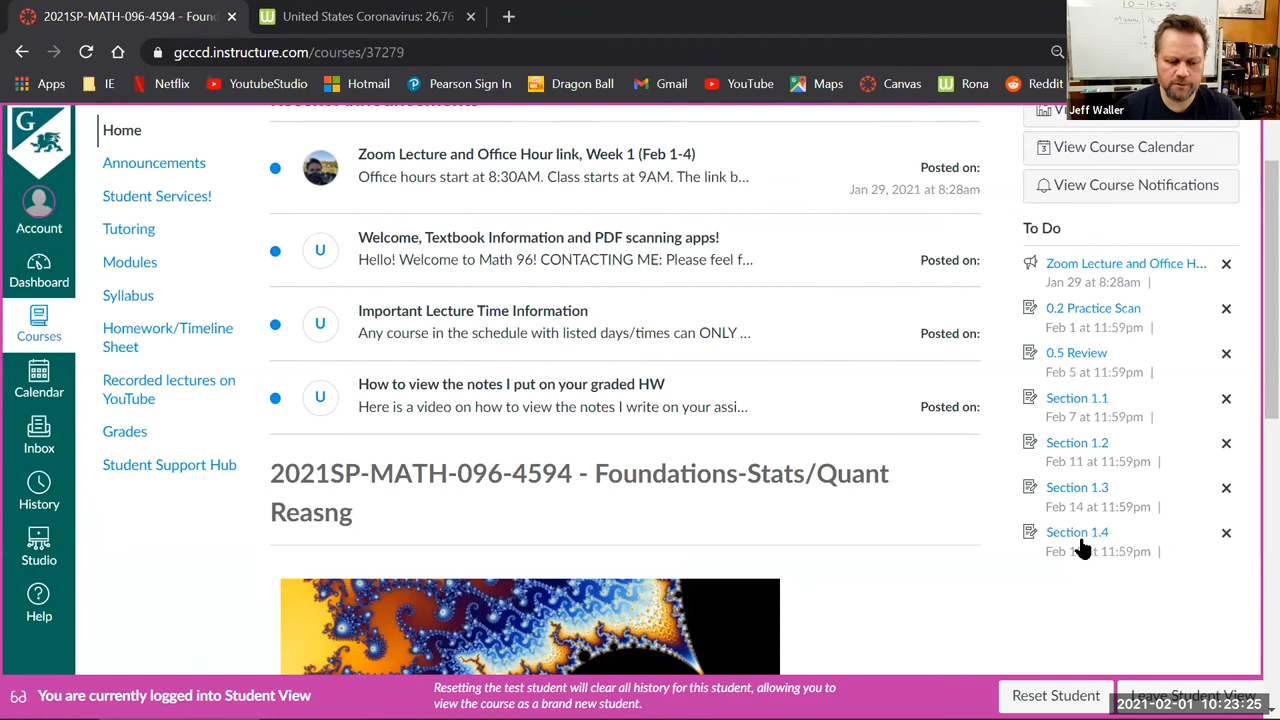 2021SP-MATH-096-4594 - Foun
United States Coronavirus: 26,76
gcccd.instructure.com/courses/37279
Apps
IE
Netflix
YouTubeStudio
Hotmail
Gmail
YouTube
Maps
Canvas
Rona
Reddit
Jeff Waller
G
Account
Dashboard
Courses
Calendar
Inbox
History
Studio
Help
Home
Announcements
Student Services!
Tutoring
Modules
Syllabus
Homework/Timeline
Sheet
Recorded lectures on
YouTube
Grades
Student Support Hub
Zoom Lecture and Office Hour link, Week 1 (Feb 1-4)
Office hours start at 8:30AM. Class starts at 9AM. The link b...
Posted on:
Jan 29, 2021 at 8:28am
U
Welcome, Textbook Information and PDF scanning apps!
Hello! Welcome to Math 96! CONTACTING ME: Please feel f...
Posted on:
U
Important Lecture Time Information
Any course in the schedule with listed days/times can ONLY ...
Posted on:
U
How to view the notes I put on your graded HW
Here is a video on how to view the notes I write on your assi...
Posted on:
2021SP-MATH-096-4594 - Foundations-Stats/Quant
Reasng
View Course Calendar
View Course Notifications
To Do
Zoom Lecture and Office H...
Jan 29 at 8:28am |
0.2 Practice Scan
Feb 1 at 11:59pm |
0.5 Review
Feb 5 at 11:59pm |
Section 1.1
Feb 7 at 11:59pm |
Section 1.2
Feb 11 at 11:59pm |
Section 1.3
Feb 14 at 11:59pm |
Section 1.4
Feb at 11:59pm |
You are currently logged into Student View
Resetting the test student will clear all history for this student, allowing you to
view the course as a brand new student.
Reset Student
Leave Student View
2021-02-01 10:23:25